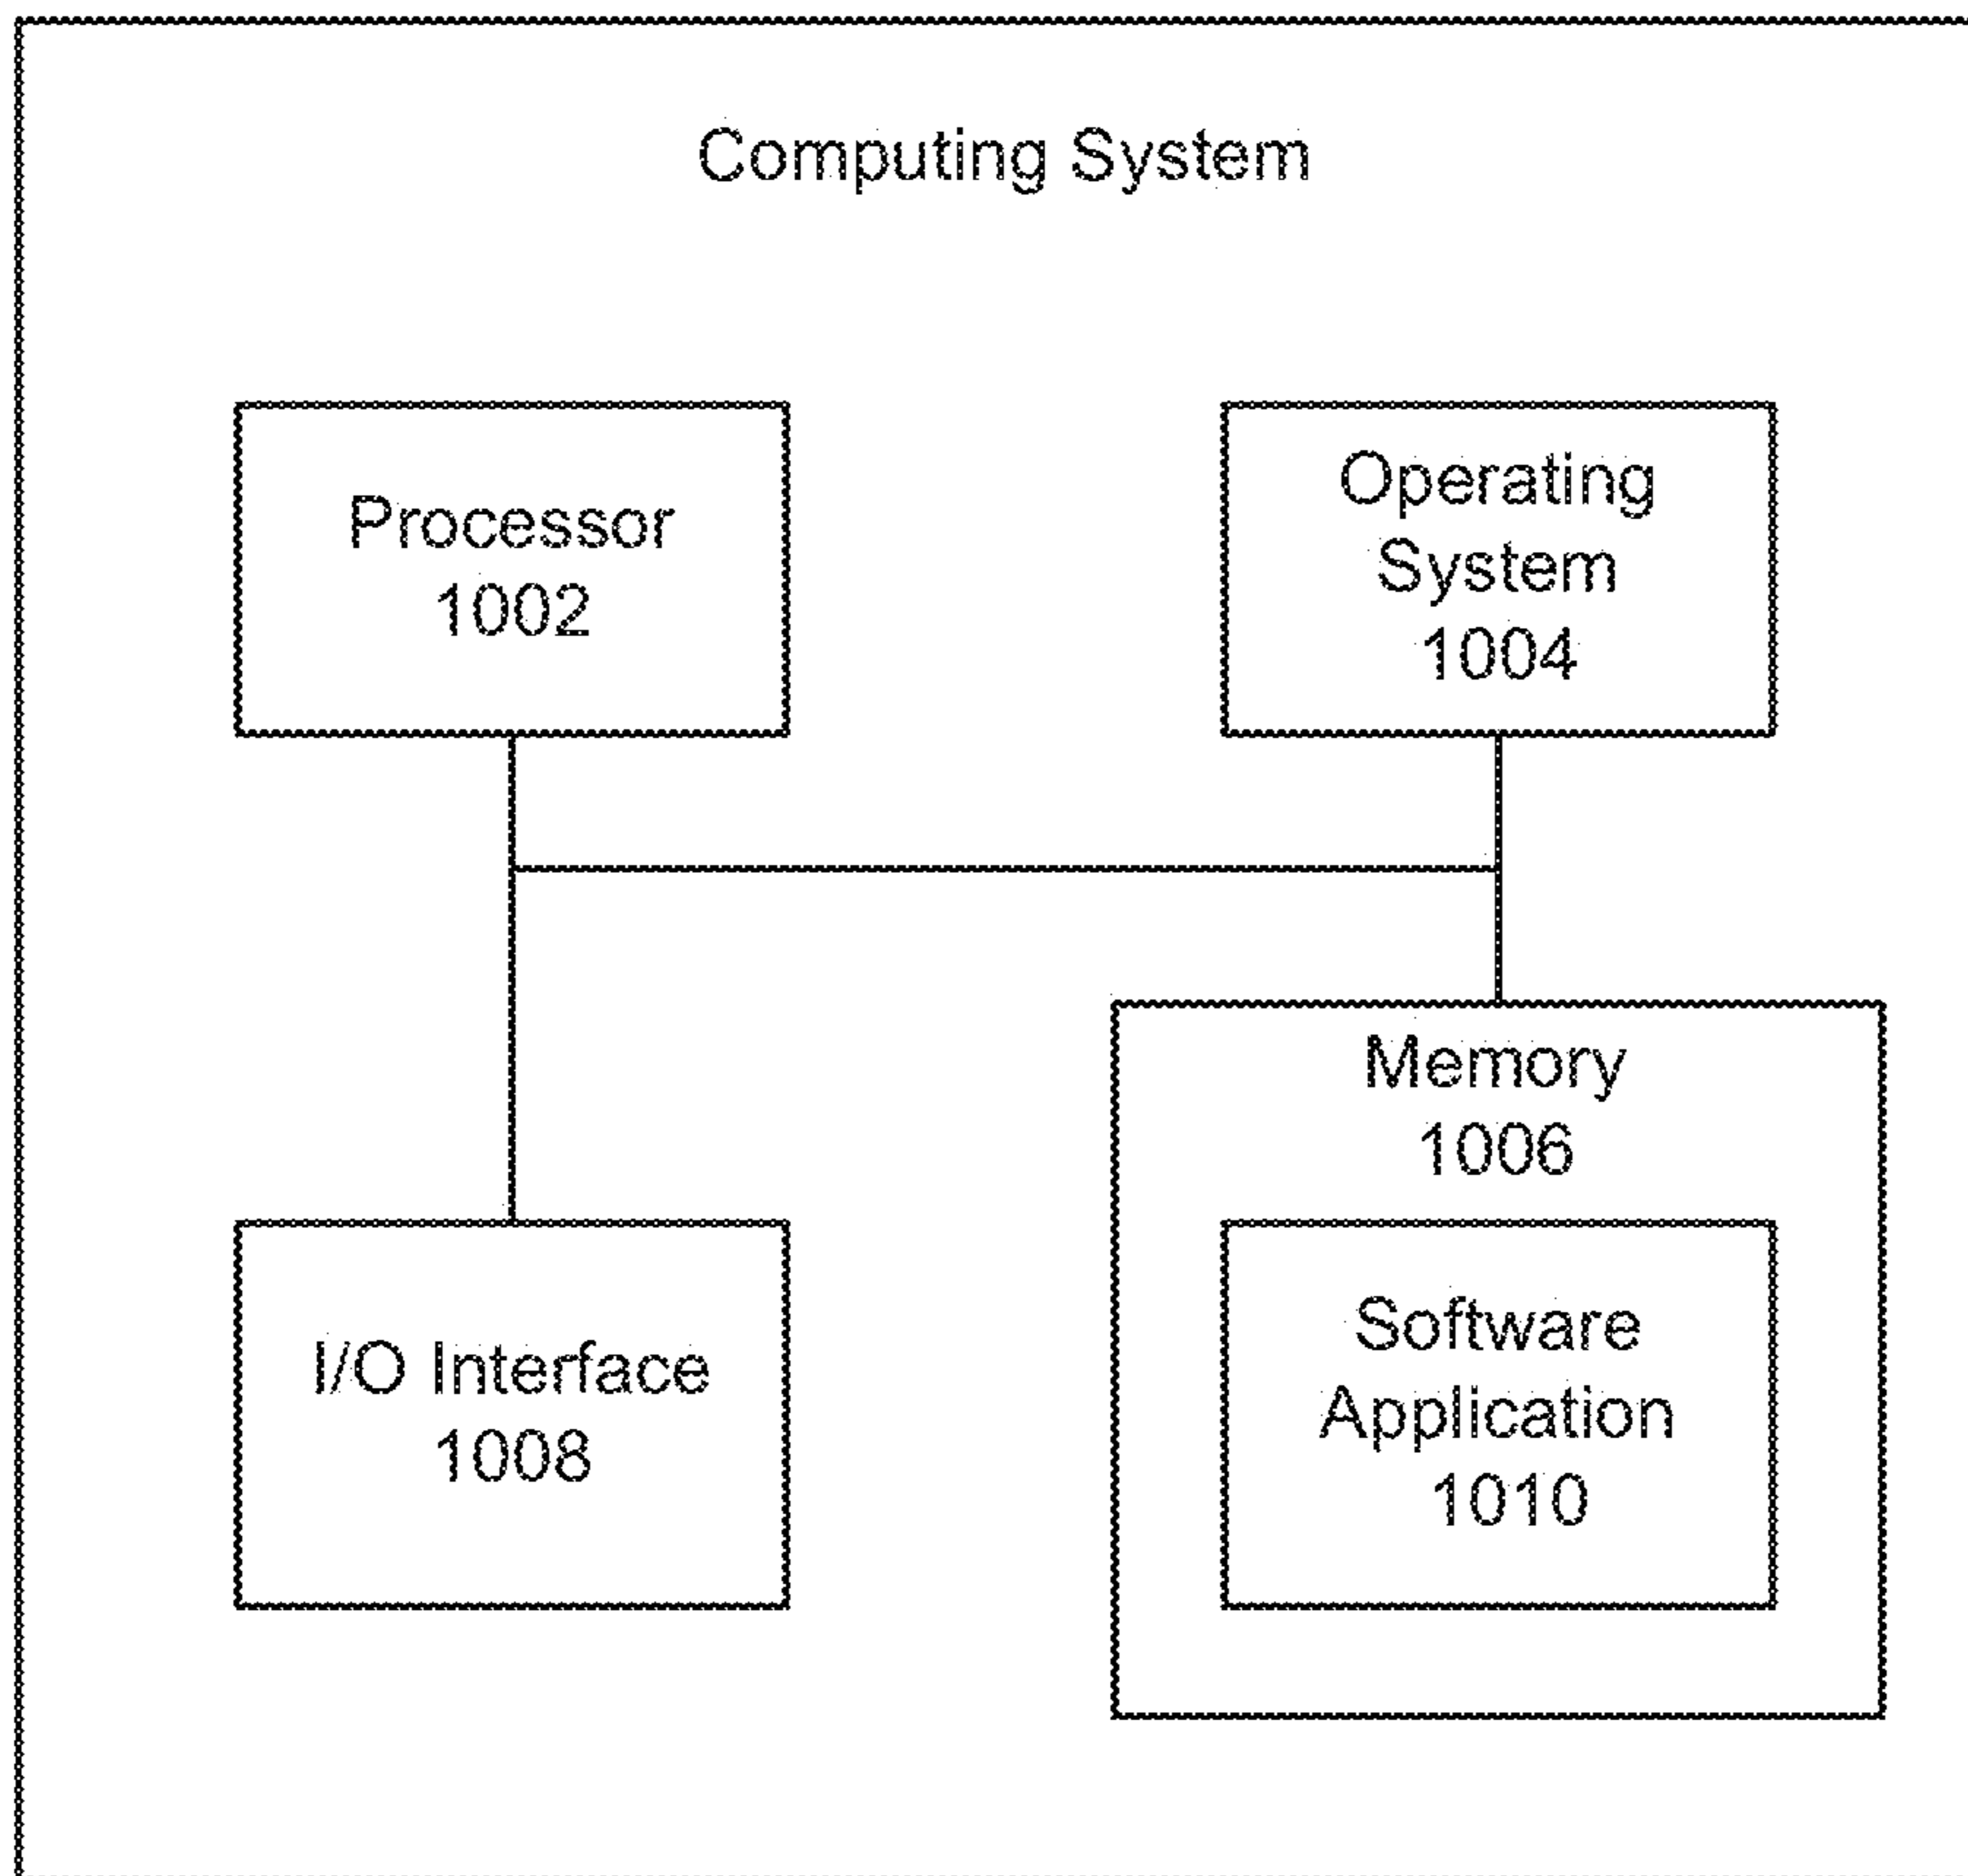 Computing System
Processor
1002
Operating
System
1004
Memory
1006
I/O Interface
1008
Software
Application
1010